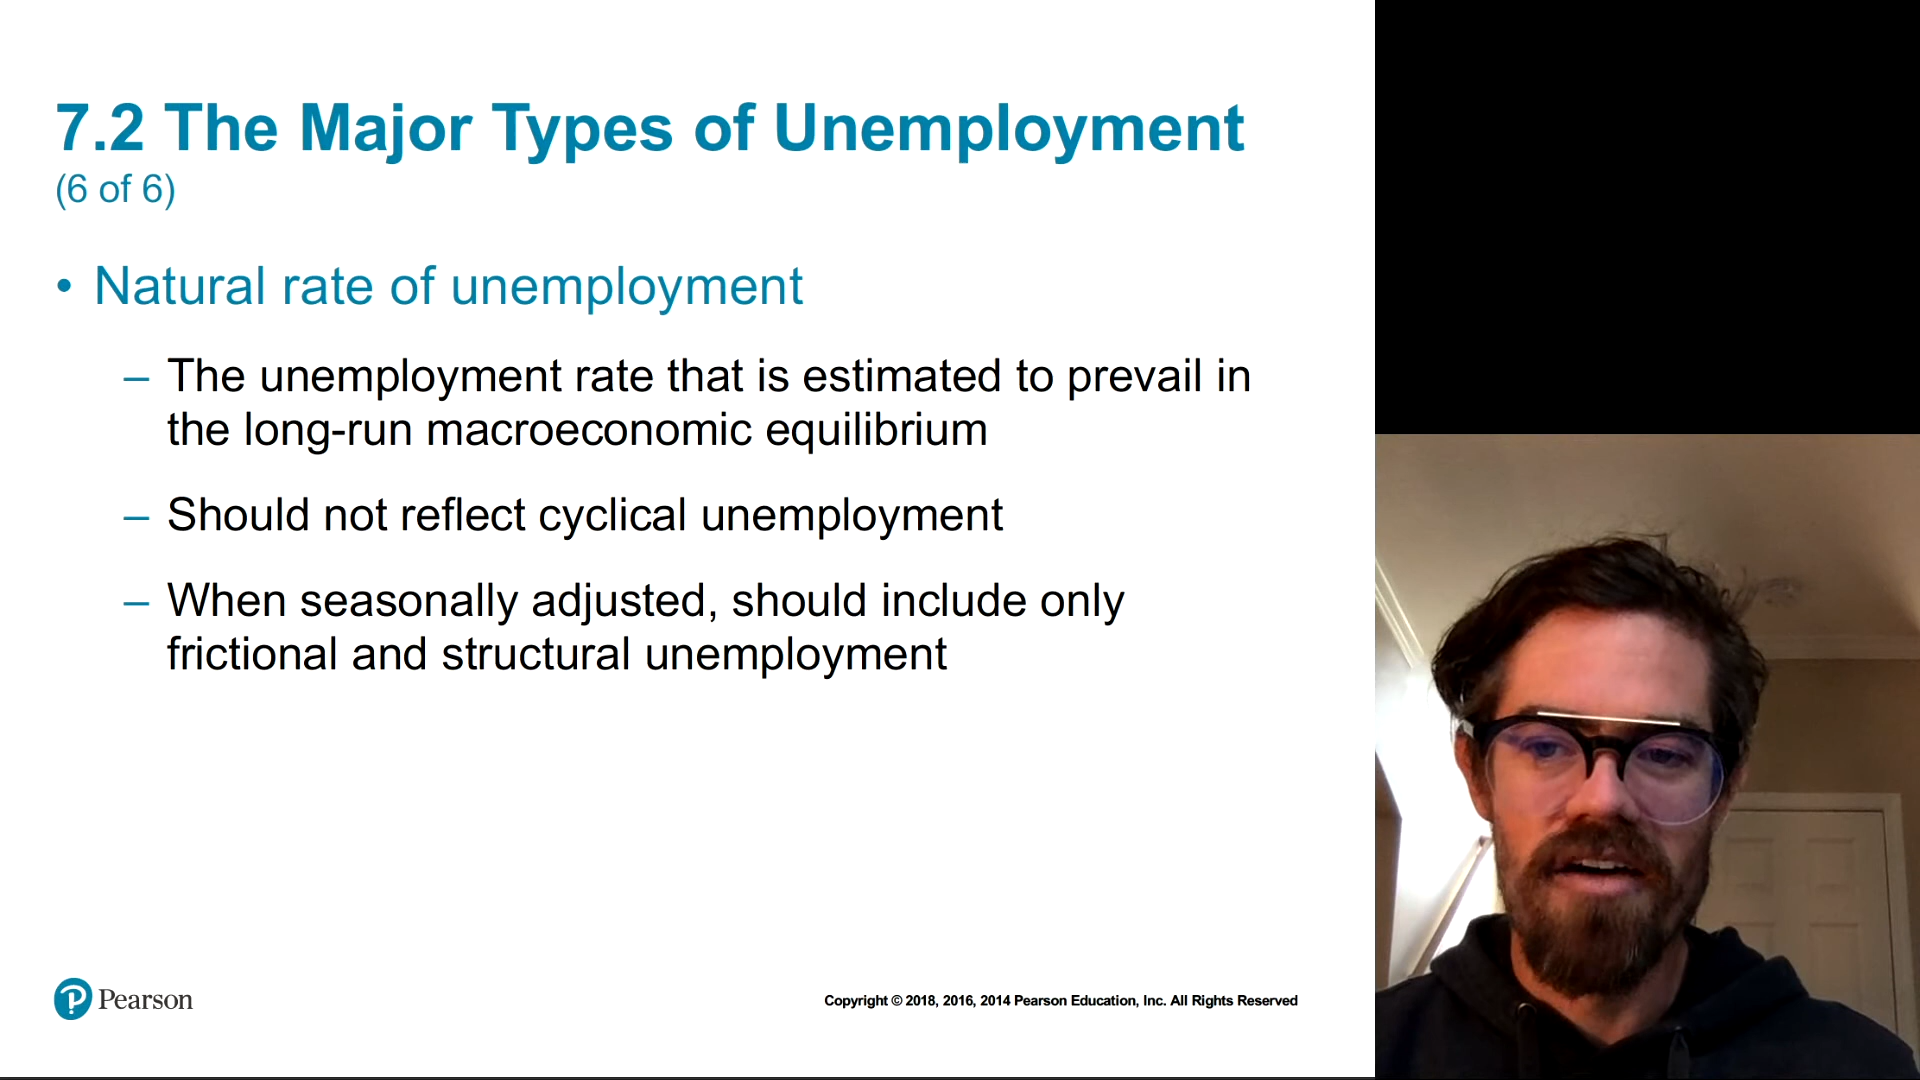 7.2 The Major Types of Unemployment
(6 of 6)
• Natural rate of unemployment
– The unemployment rate that is estimated to prevail in
the long-run macroeconomic equilibrium
– Should not reflect cyclical unemployment
– When seasonally adjusted, should include only
frictional and structural unemployment
Pearson
Copyright © 2018, 2016, 2014 Pearson Education, Inc. All Rights Reserved